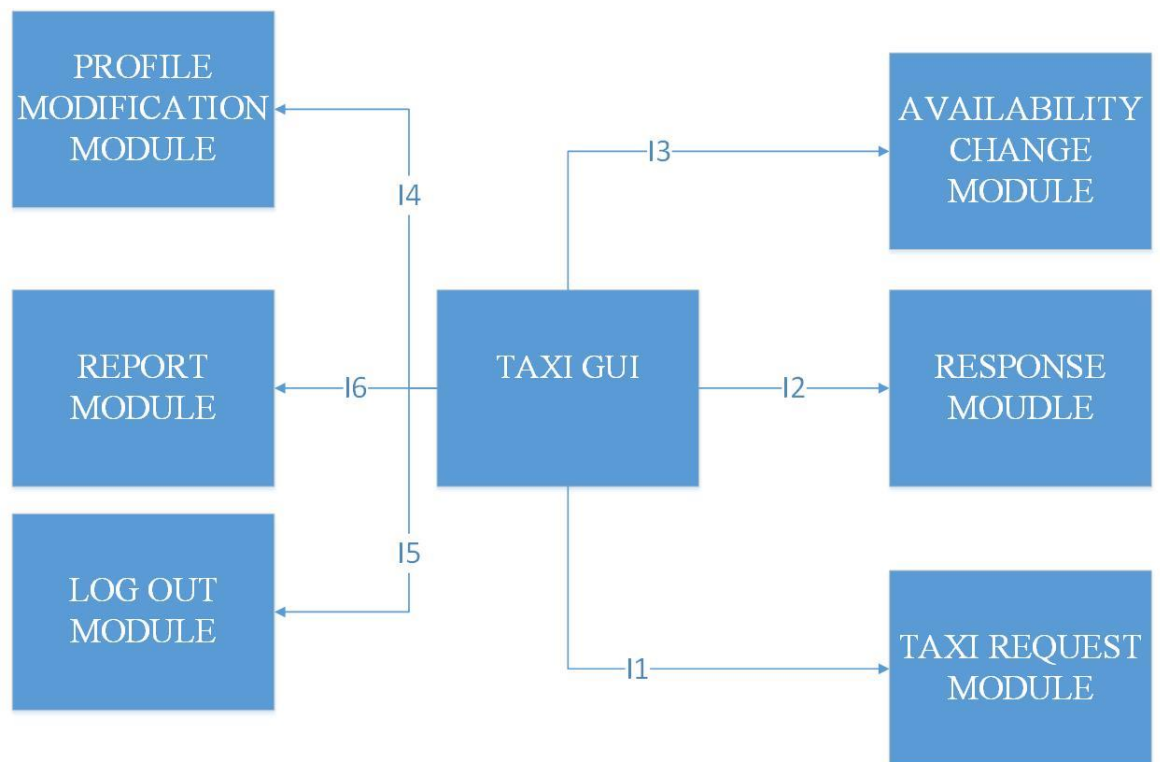 PROFILE
MODIFICATION
MODULE
AVAILABILITY
CHANGE
MODULE
I3
I4
REPORT
MODULE
I6
TAXI GUI
I2
RESPONSE
MOUDLE
LOG OUT
MODULE
I5
I1
TAXI REQUEST
MODULE